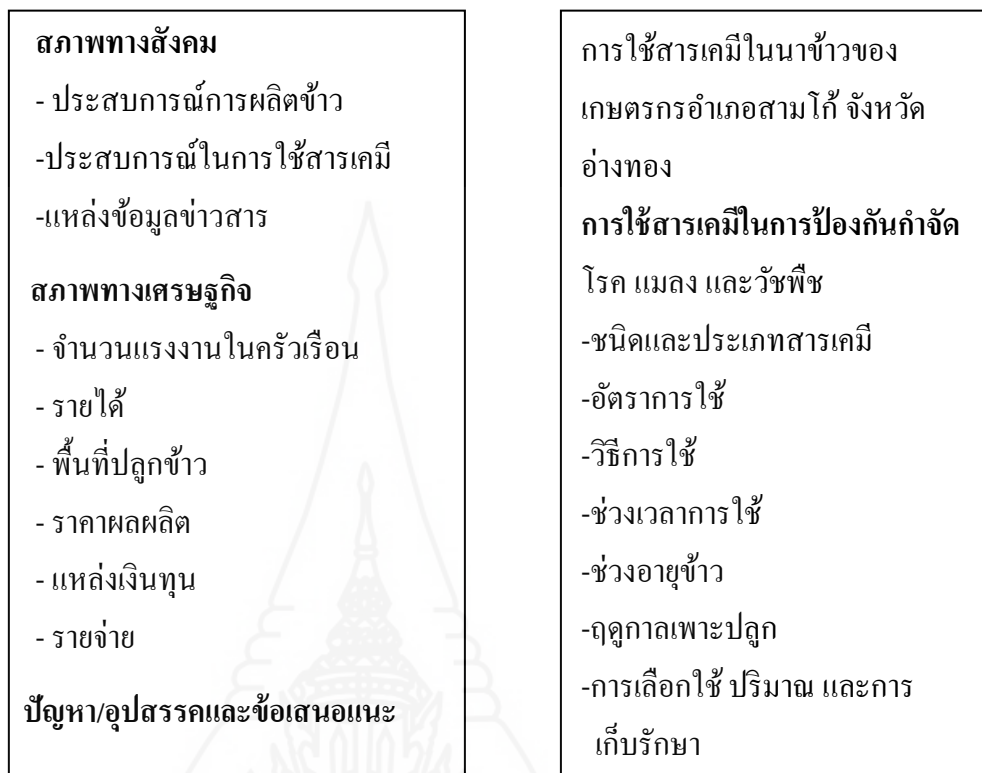 สภาพทางสังคม
- ประสบการณ์การผลิตข้าว
-ประสบการณ์ในการใช้สารเคมี
-แหล่งข้อมูลข่าวสาร
สภาพทางเศรษฐกิจ
- จำนวนแรงงานในครัวเรือน
- รายได้
- พื้นที่ปลูกข้าว
- ราคาผลผลิต
- แหล่งเงินทุน
- รายจ่าย
ปัญหา/อุปสรรคและข้อเสนอแนะ
การใช้สารเคมีในนาข้าวของ
เกษตรกรอำเภอสามโก้ จังหวัด
อ่างทอง
การใช้สารเคมีในการป้องกันกำจัด
โรค แมลง และวัชพืช
-ชนิดและประเภทสารเคมี
-อัตราการใช้
-วิธีการใช้
-ช่วงเวลาการใช้
-ช่วงอายุข้าว
-ฤดูกาลเพาะปลูก
-การเลือกใช้ ปริมาณ และการ
เก็บรักษา